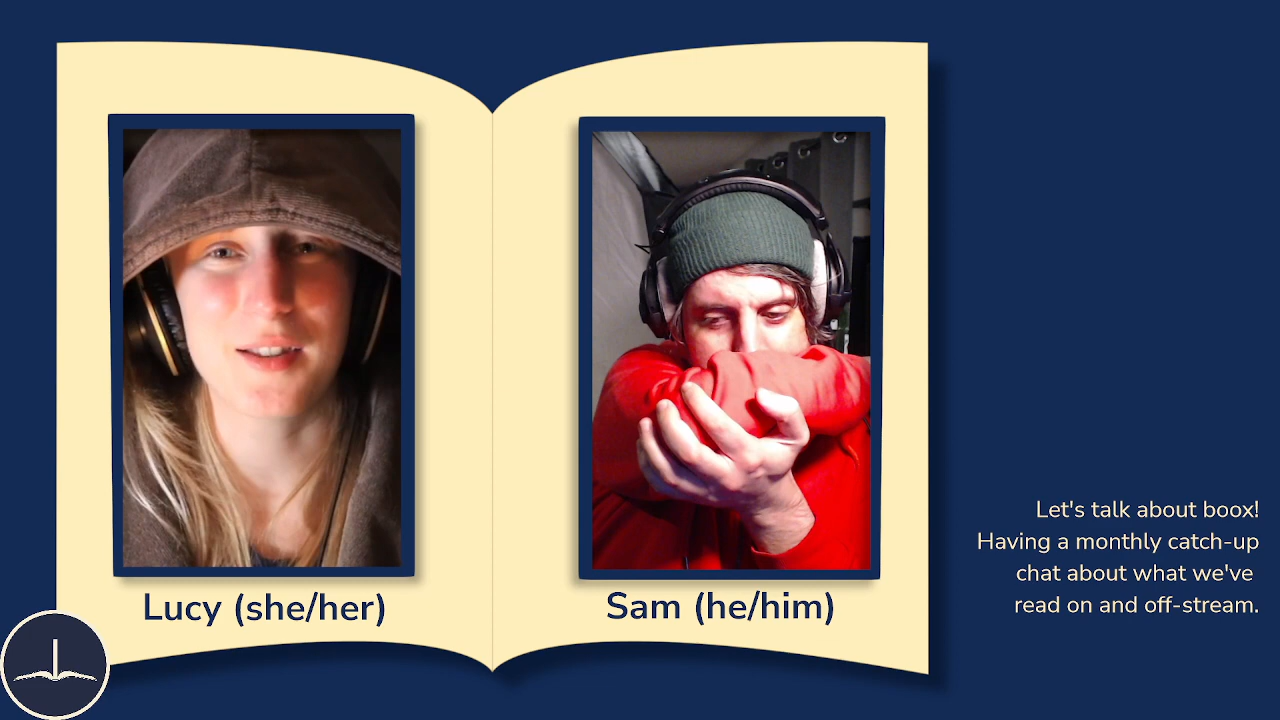 Lucy (she/her)
Sam (he/him)
Let's talk about boox!
Having a monthly catch-up
chat about what we've
read on and off-stream.